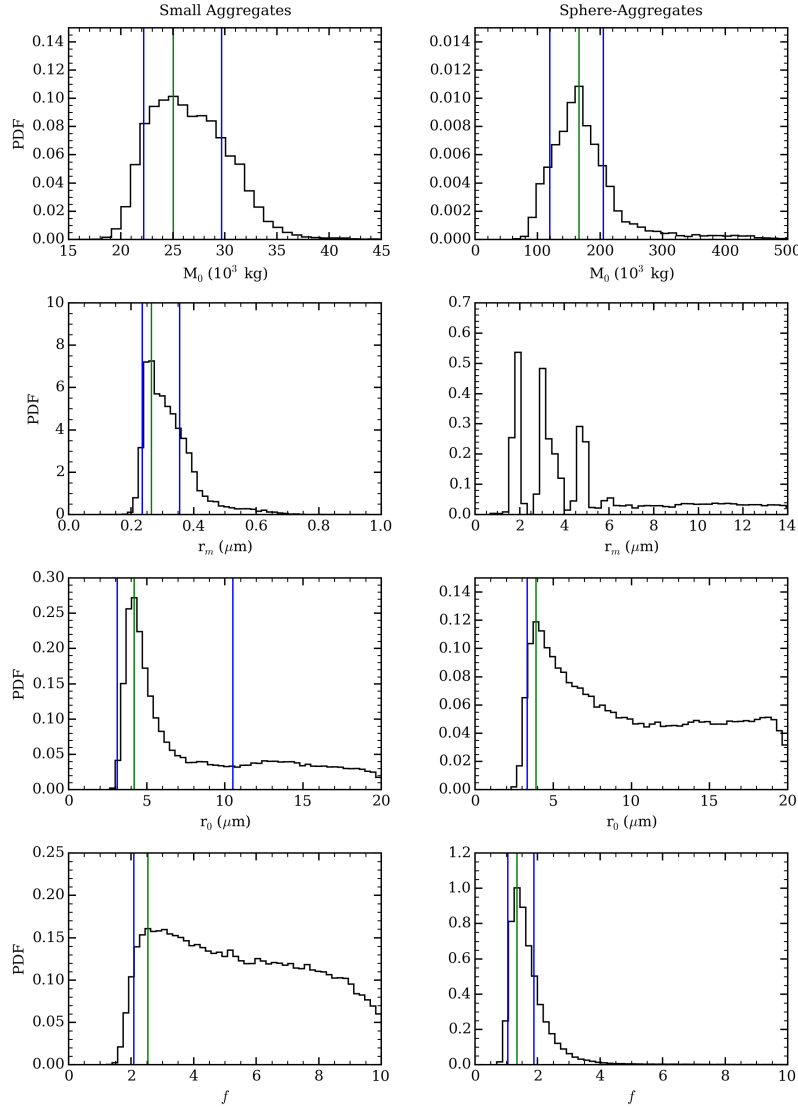 Small Aggregates
Sphere-Aggregates
PDF
0.14
0.12
0.10
0.08
0.06
0.04
0.02
0.00
15 20 25 30 35 40 45
M0 (10^3 kg)
0.014
0.012
0.010
0.008
0.006
0.004
0.002
0.000
0 100 200 300 400 500
M0 (10^3 kg)
PDF
10
8
6
4
2
0
0.0 0.2 0.4 0.6 0.8 1.0
rm (μm)
0.7
0.6
0.5
0.4
0.3
0.2
0.1
0.0
2 4 6 8 10 12 14
rm (μm)
PDF
0.30
0.25
0.20
0.15
0.10
0.05
0.00
0 5 10 15 20
r0 (μm)
0.14
0.12
0.10
0.08
0.06
0.04
0.02
0.00
0 5 10 15 20
r0 (μm)
PDF
0.25
0.20
0.15
0.10
0.05
0.00
0 2 4 6 8 10
f
1.2
1.0
0.8
0.6
0.4
0.2
0.0
0 2 4 6 8 10
f